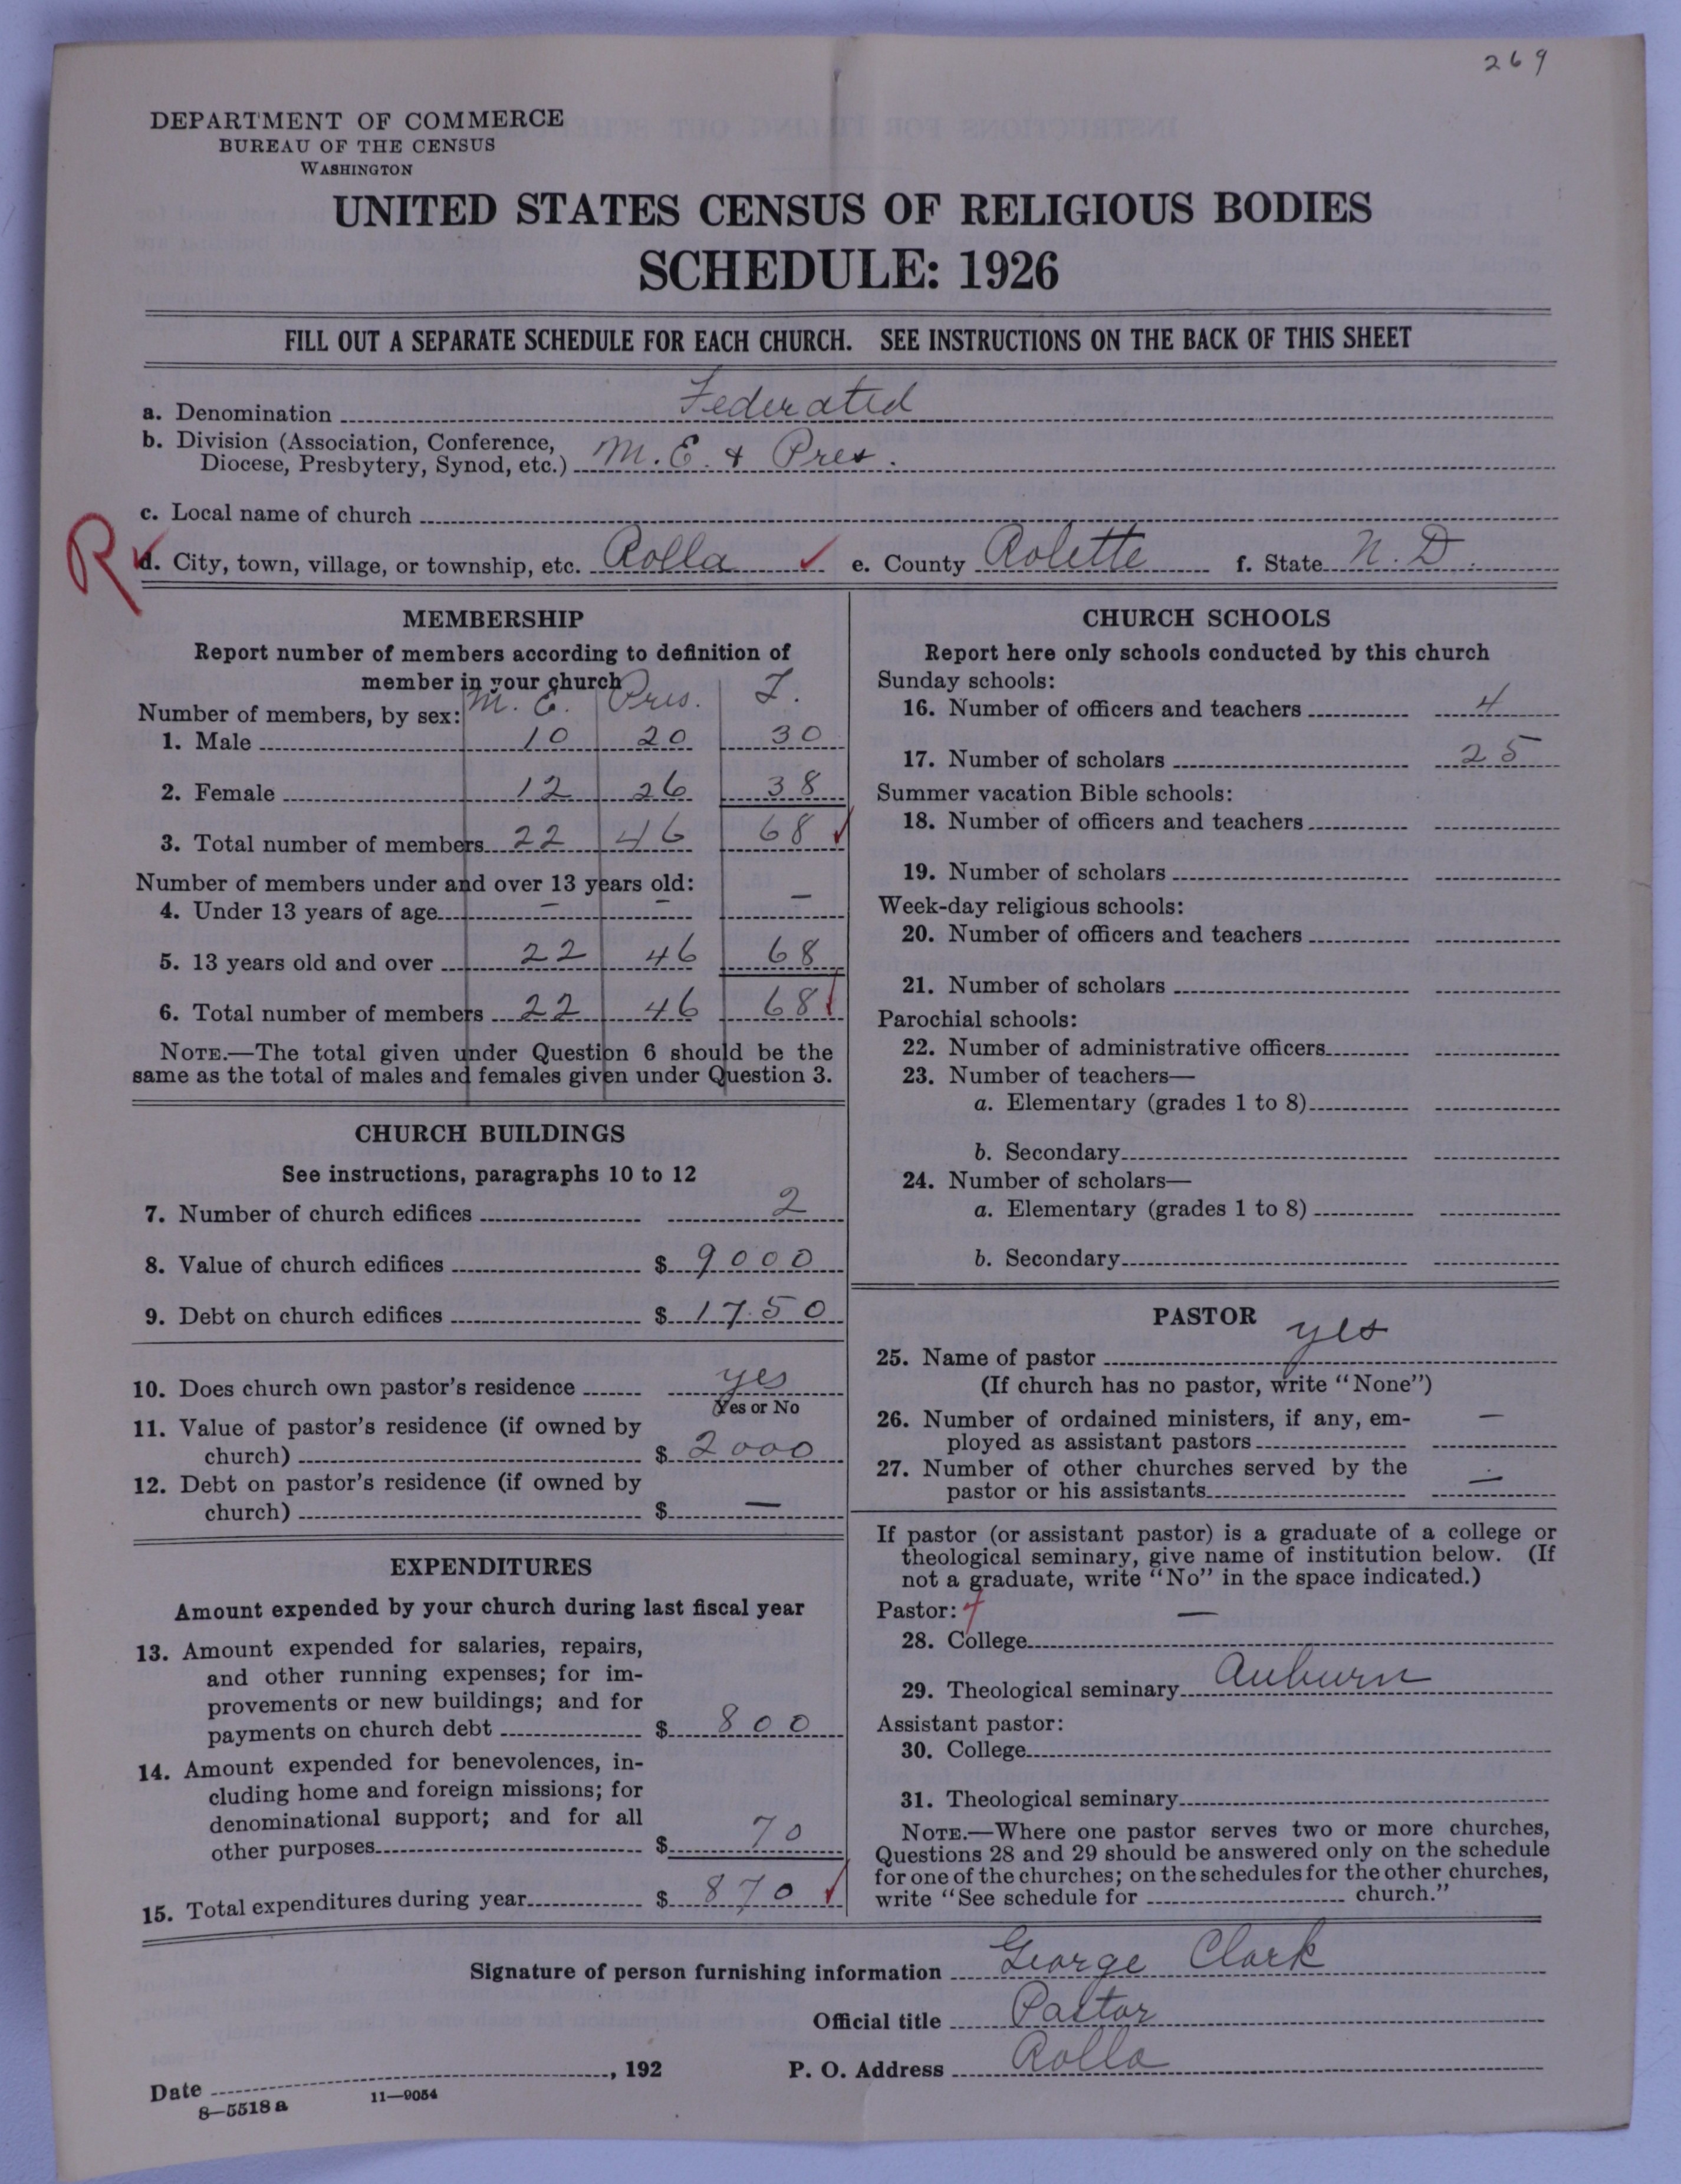 269
DEPARTMENT OF COMMERCE
BUREAU OF THE CENSUS
WASHINGTON
UNITED STATES CENSUS OF RELIGIOUS BODIES
SCHEDULE: 1926
FILL OUT A SEPARATE SCHEDULE FOR EACH CHURCH. SEE INSTRUCTIONS ON THE BACK OF THIS SHEET
a. Denomination Federated
b. Division (Association, Conference,
Diocese, Presbytery, Synod, etc.) M. E. & Pres.
c. Local name of church
R
d. City, town, village, or township, etc. Rolla ✓ e. County Rolette f. State N. D.
MEMBERSHIP
Report number of members according to definition of
member in your church
M. E. Pres. F.
Number of members, by sex:
1. Male 10 20 30
2. Female 12 26 38
3. Total number of members 22 46 68 ✓
Number of members under and over 13 years old:
4. Under 13 years of age — — —
5. 13 years old and over 22 46 68
6. Total number of members 22 46 68 ✓
NOTE.—The total given under Question 6 should be the
same as the total of males and females given under Question 3.
CHURCH BUILDINGS
See instructions, paragraphs 10 to 12
7. Number of church edifices 2
8. Value of church edifices $ 9000
9. Debt on church edifices $ 1750
10. Does church own pastor's residence yes
Yes or No
11. Value of pastor's residence (if owned by
church) $ 2000
12. Debt on pastor's residence (if owned by
church) $ —
EXPENDITURES
Amount expended by your church during last fiscal year
13. Amount expended for salaries, repairs,
and other running expenses; for im-
provements or new buildings; and for
payments on church debt $ 800
14. Amount expended for benevolences, in-
cluding home and foreign missions; for
denominational support; and for all
other purposes $ 70
15. Total expenditures during year $ 870 ✓
CHURCH SCHOOLS
Report here only schools conducted by this church
Sunday schools:
16. Number of officers and teachers 4
17. Number of scholars 25
Summer vacation Bible schools:
18. Number of officers and teachers
19. Number of scholars
Week-day religious schools:
20. Number of officers and teachers
21. Number of scholars
Parochial schools:
22. Number of administrative officers
23. Number of teachers—
a. Elementary (grades 1 to 8)
b. Secondary
24. Number of scholars—
a. Elementary (grades 1 to 8)
b. Secondary
PASTOR
25. Name of pastor yes
(If church has no pastor, write "None")
26. Number of ordained ministers, if any, em-
ployed as assistant pastors —
27. Number of other churches served by the
pastor or his assistants —
If pastor (or assistant pastor) is a graduate of a college or
theological seminary, give name of institution below. (If
not a graduate, write "No" in the space indicated.)
Pastor:
28. College —
29. Theological seminary Auburn
Assistant pastor:
30. College
31. Theological seminary
NOTE.—Where one pastor serves two or more churches,
Questions 28 and 29 should be answered only on the schedule
for one of the churches; on the schedules for the other churches,
write "See schedule for church."
Signature of person furnishing information George Clark
Official title Pastor
Date , 192 P. O. Address Rolla
8—5518 a 11—9054